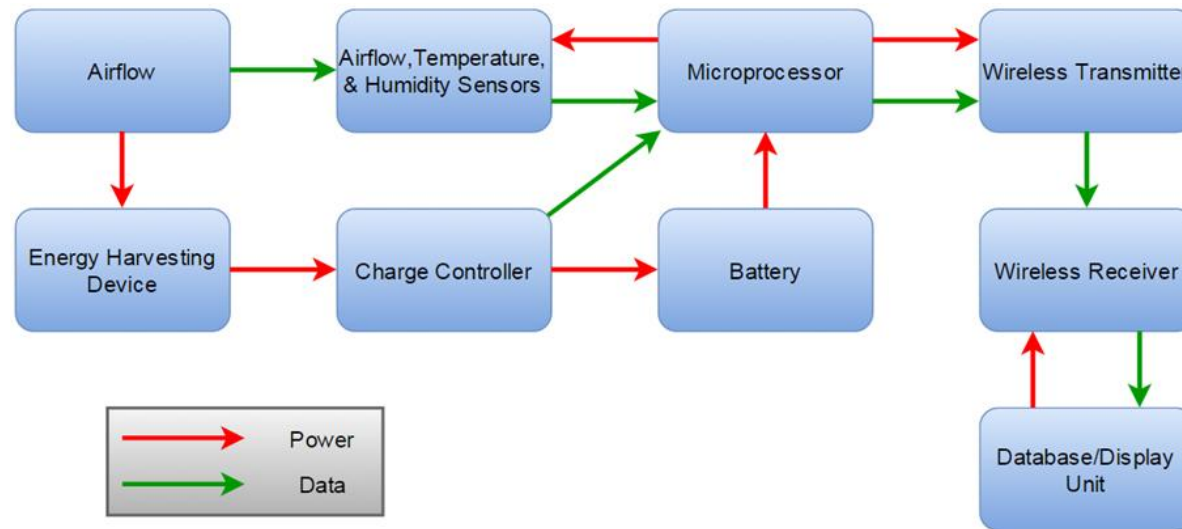 Airflow
Airflow,Temperature,
& Humidity Sensors
Microprocessor
Wireless Transmitter
Energy Harvesting
Device
Charge Controller
Battery
Wireless Receiver
Power
Data
Database/Display
Unit